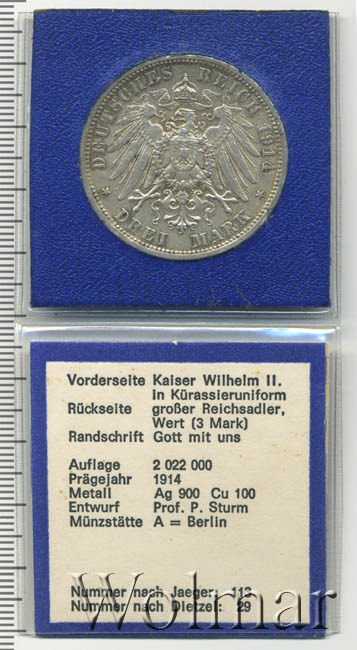 DEUTSCHES REICH 1914
* DREI MARK *
Vorderseite Kaiser Wilhelm II.
In Kürassieruniform
Rückseite großer Reichsadler,
Wert (3 Mark)
Randschrift Gott mit uns
Auflage 2 022 000
Prägejahr 1914
Metall Ag 900 Cu 100
Entwurf Prof. P. Sturm
Münzstätte A = Berlin
Nummer nach Jaeger: 113
Nummer nach Dietzel: 29
Wolmar